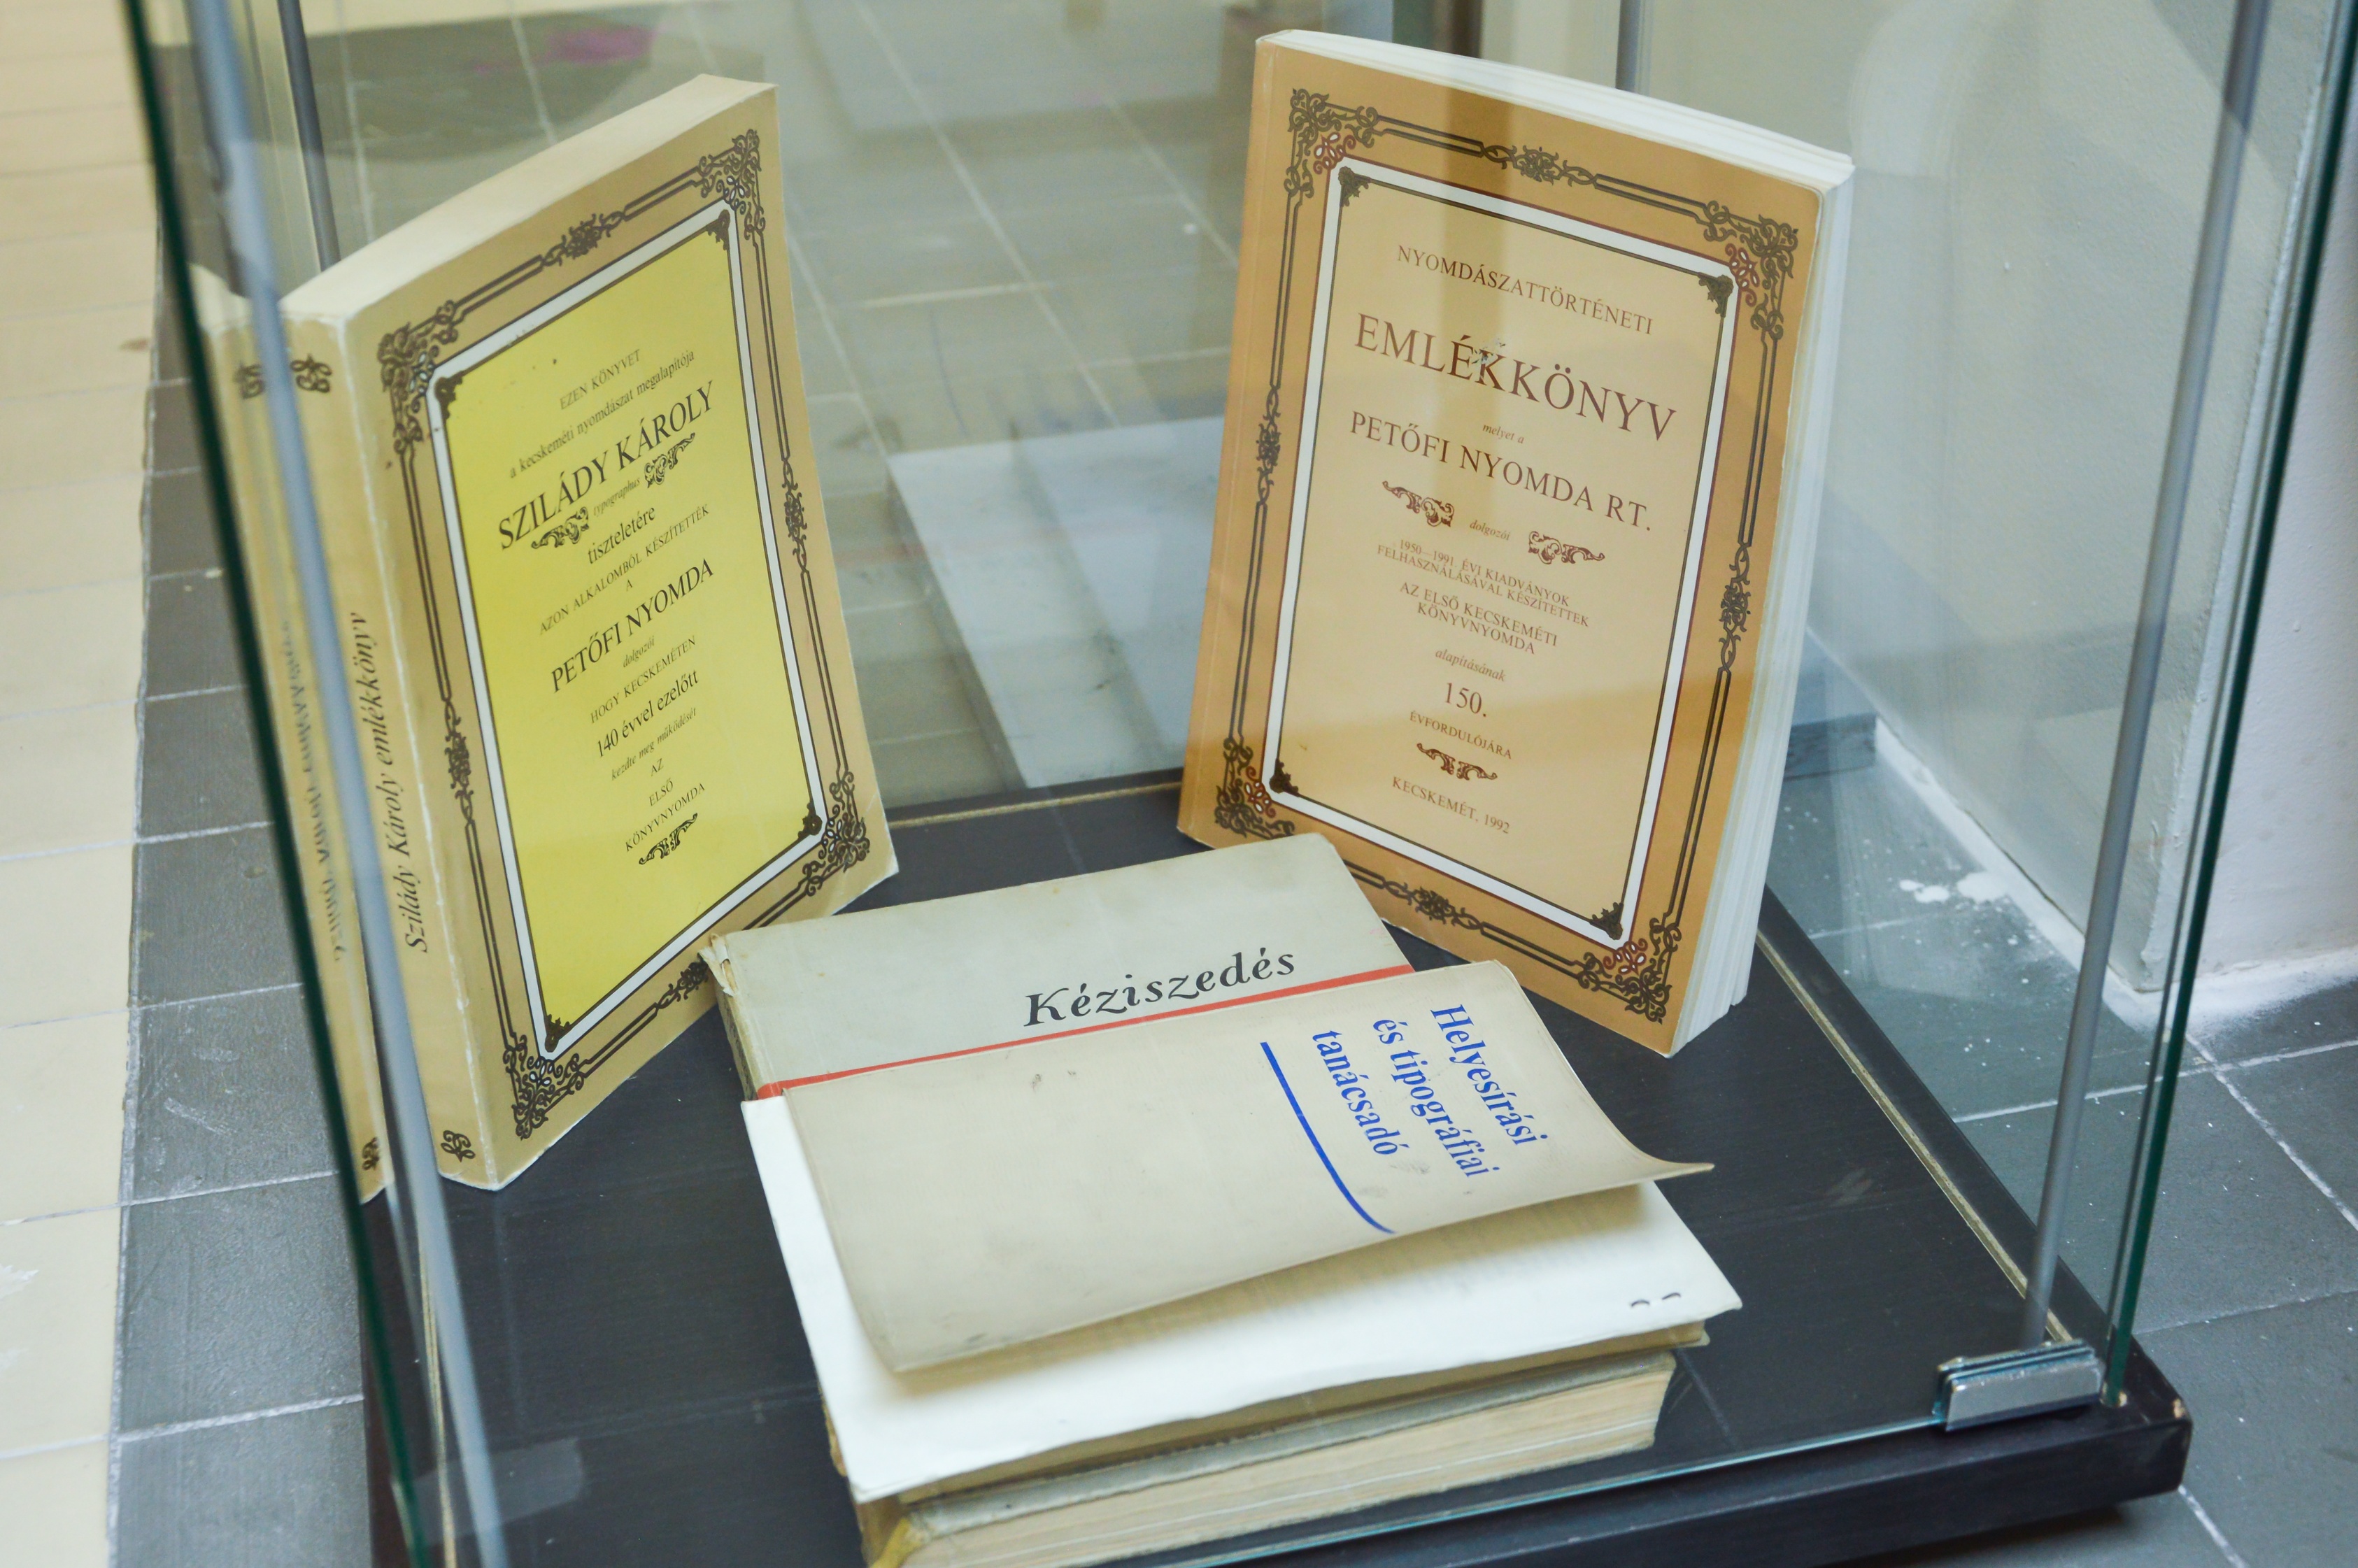 Szilády Károly emlékkönyv
EZEN KÖNYVET
a kecskeméti nyomdászat megalapítója
SZILÁDY KÁROLY
typographus
tiszteletére
AZON ALKALOMBÓL KÉSZÍTETTÉK
A
PETŐFI NYOMDA
dolgozói
HOGY KECSKEMÉTEN
140 évvel ezelőtt
kezdte meg működését
AZ
ELSŐ
KÖNYVNYOMDA
NYOMDÁSZATTÖRTÉNETI
EMLÉKKÖNYV
melyet a
PETŐFI NYOMDA RT.
dolgozói
1950—1991 ÉVI KIADVÁNYOK
FELHASZNÁLÁSÁVAL KÉSZÍTETTEK
AZ ELSŐ KECSKEMÉTI
KÖNYVNYOMDA
alapításának
150.
ÉVFORDULÓJÁRA
KECSKEMÉT, 1992
Kéziszedés
Helyesírási
és tipográfiai
tanácsadó